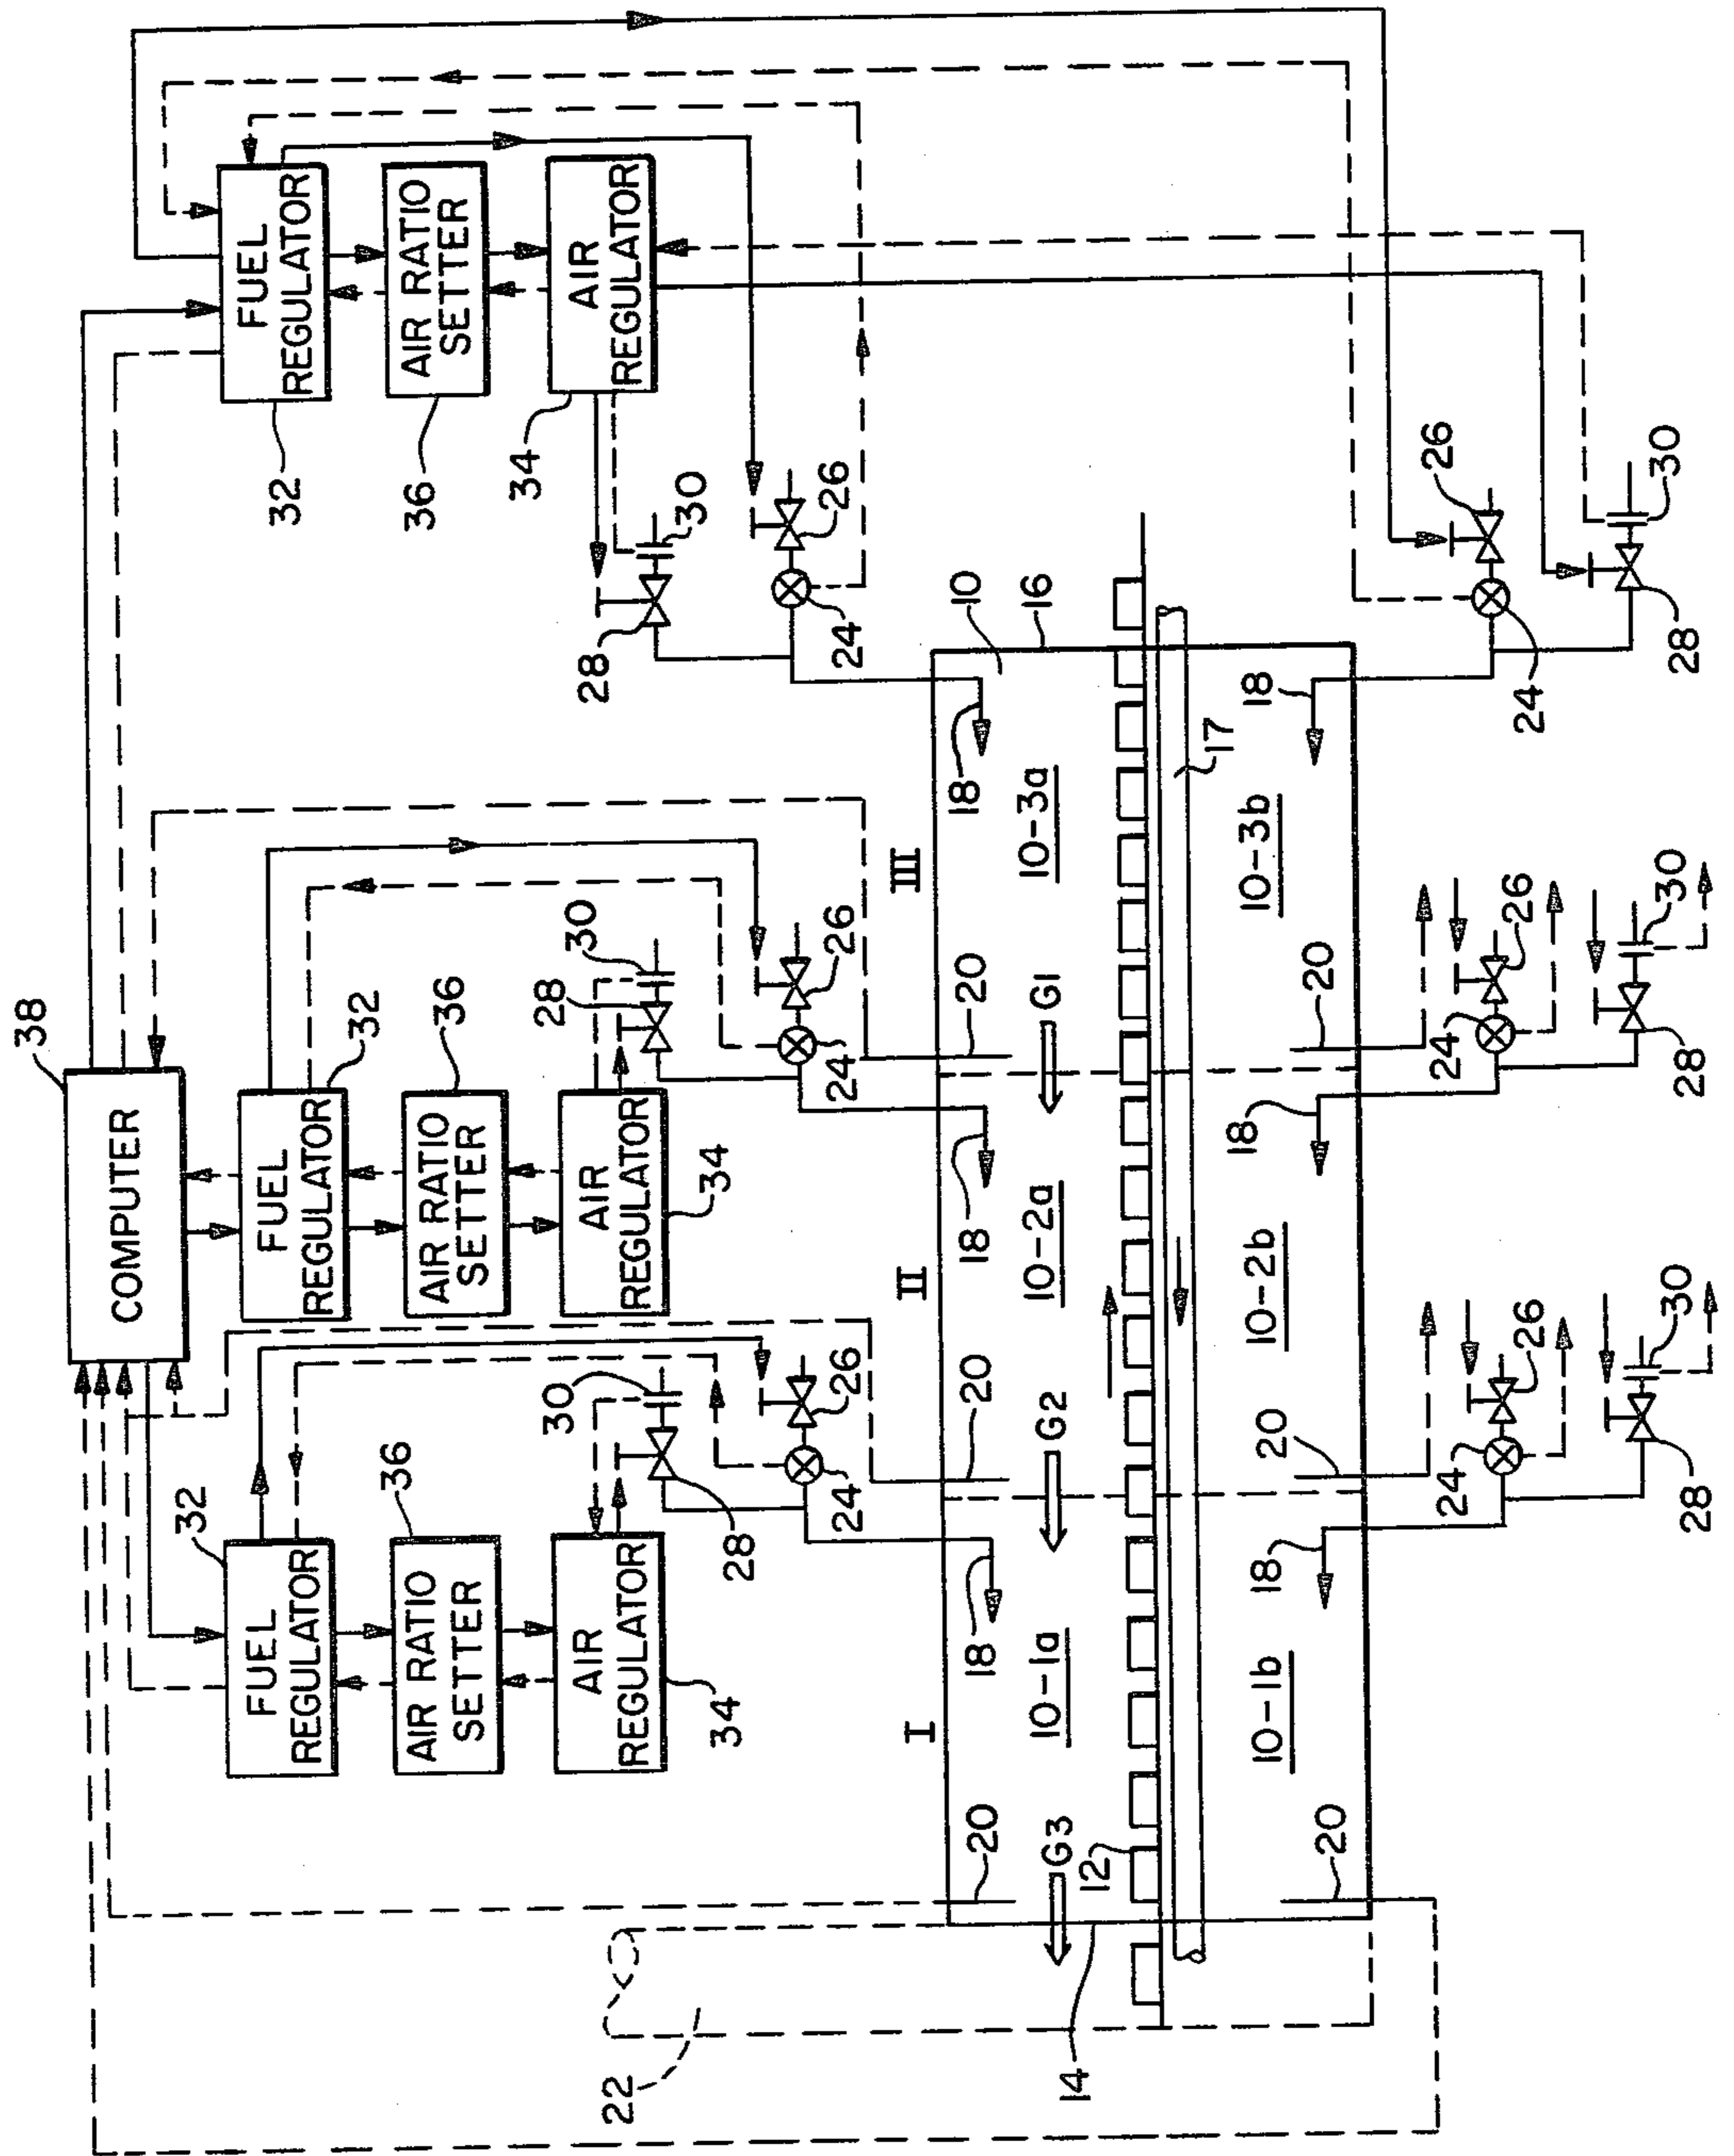 38
COMPUTER
32
FUEL
REGULATOR
FUEL
REGULATOR
32
FUEL
REGULATOR
32
36
AIR RATIO
SETTER
AIR RATIO
SETTER
36
AIR RATIO
SETTER
36
AIR
REGULATOR
34
AIR
REGULATOR
34
AIR
REGULATOR
34
30
28
28
30
28
30
24
26
24
26
24
26
22
I
II
III
20
18
20
18
20
18
10
G3
10-1a
G2
10-2a
G1
10-3a
16
14
12
17
10-1b
10-2b
10-3b
20
18
20
18
20
18
24
26
24
26
24
26
28
30
28
30
28
30